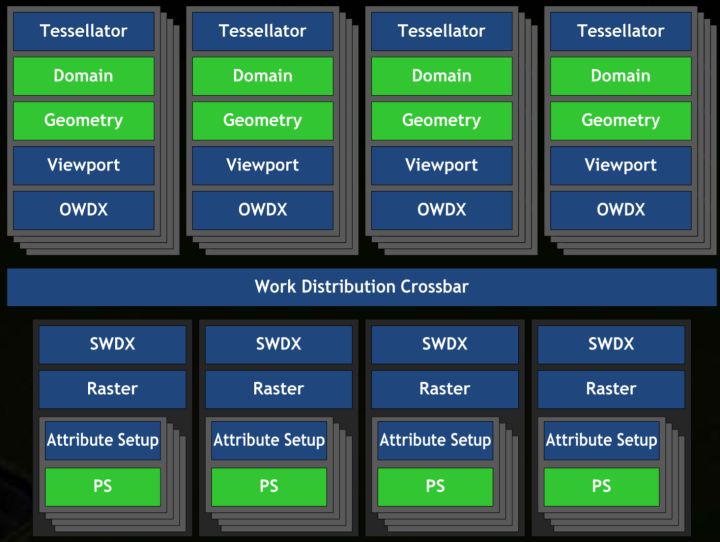 Tessellator Tessellator Tessellator Tessellator
Domain Domain Domain Domain
Geometry Geometry Geometry Geometry
Viewport Viewport Viewport Viewport
OWDX OWDX OWDX OWDX
Work Distribution Crossbar
SWDX SWDX SWDX SWDX
Raster Raster Raster Raster
Attribute Setup Attribute Setup Attribute Setup Attribute Setup
PS PS PS PS